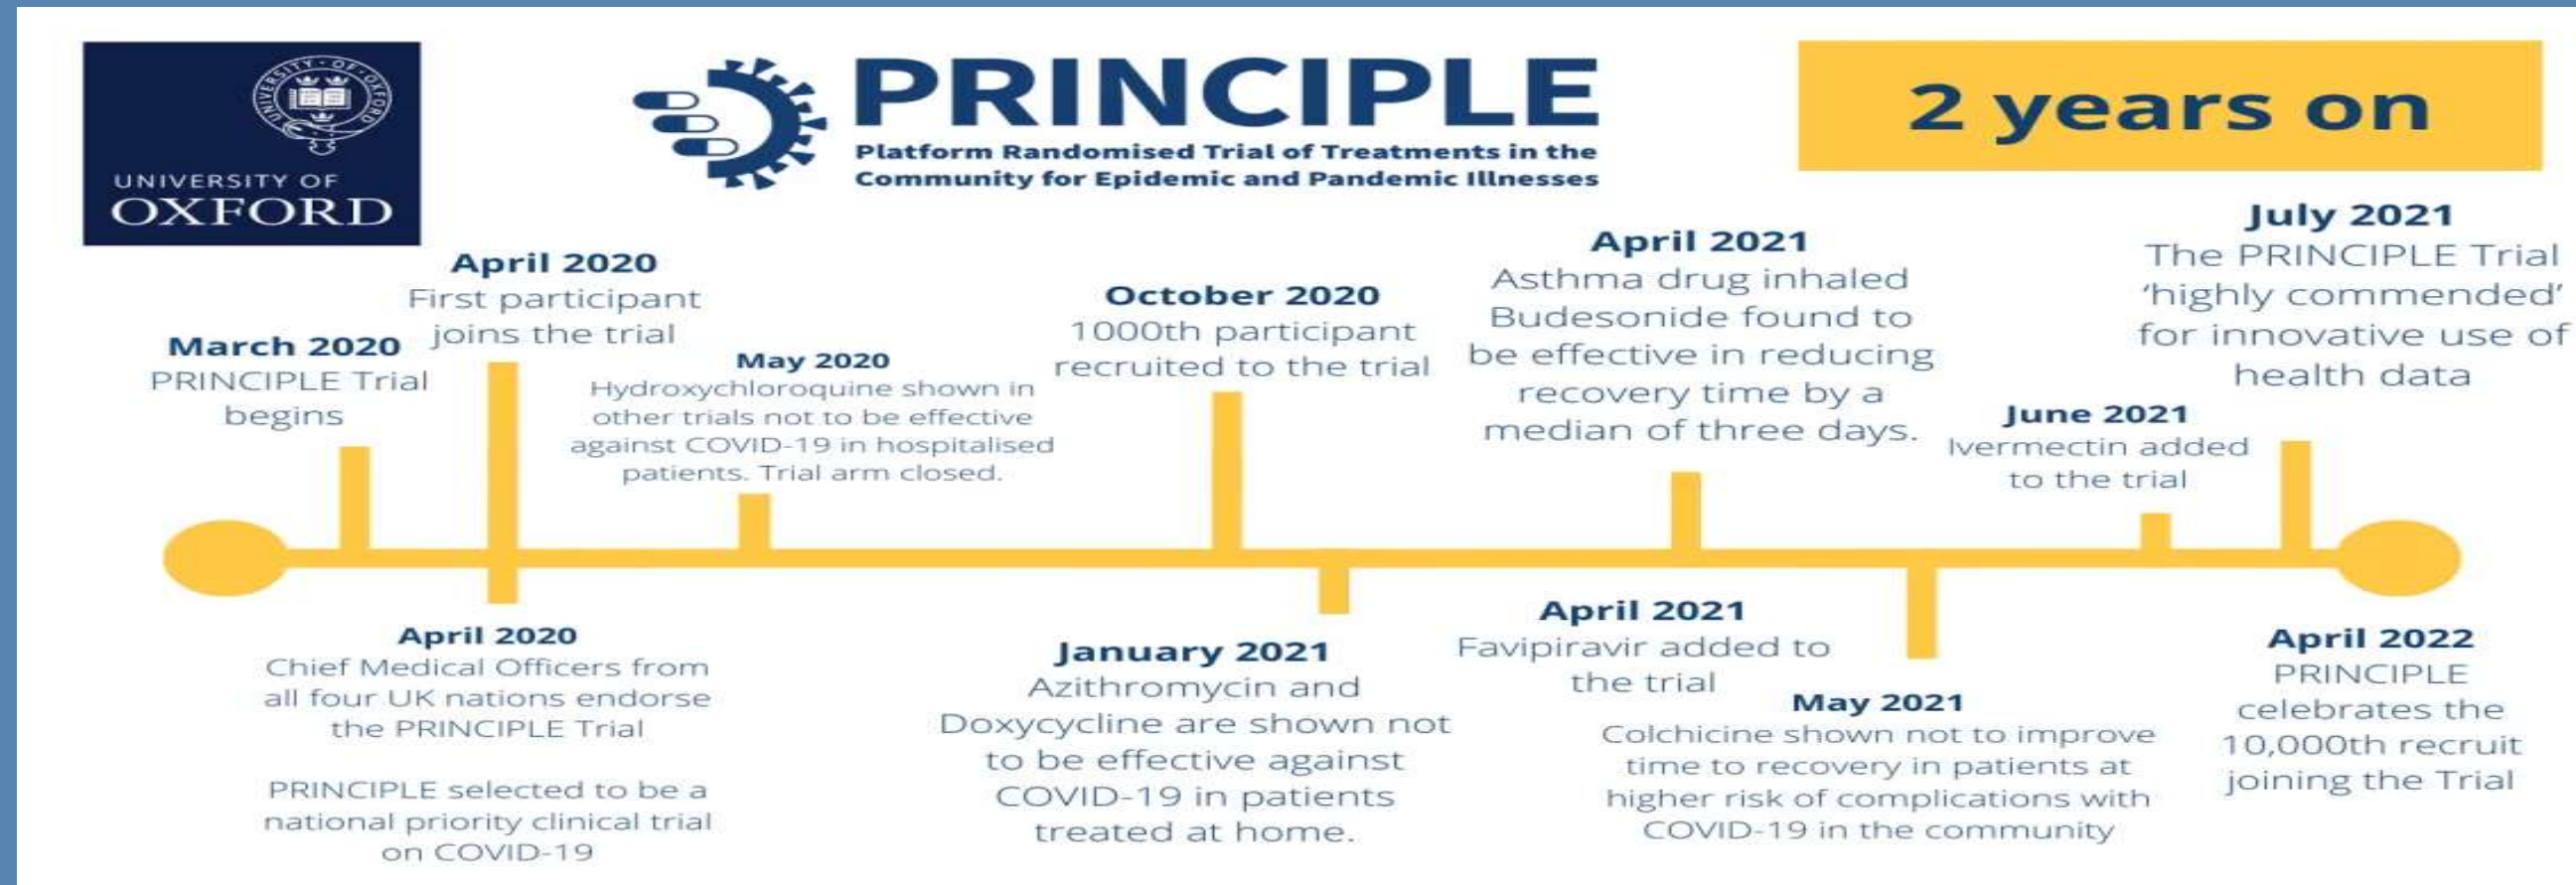 UNIVERSITY OF OXFORD
UNIVERSITY OF
OXFORD
PRINCIPLE
Platform Randomised Trial of Treatments in the
Community for Epidemic and Pandemic Illnesses
2 years on
March 2020
PRINCIPLE Trial
begins
April 2020
First participant
joins the trial
May 2020
Hydroxychloroquine shown in
other trials not to be effective
against COVID-19 in hospitalised
patients. Trial arm closed.
October 2020
1000th participant
recruited to the trial
April 2021
Asthma drug inhaled
Budesonide found to
be effective in reducing
recovery time by a
median of three days.
June 2021
Ivermectin added
to the trial
July 2021
The PRINCIPLE Trial
‘highly commended’
for innovative use of
health data
April 2020
Chief Medical Officers from
all four UK nations endorse
the PRINCIPLE Trial
PRINCIPLE selected to be a
national priority clinical trial
on COVID-19
January 2021
Azithromycin and
Doxycycline are shown not
to be effective against
COVID-19 in patients
treated at home.
April 2021
Favipiravir added to
the trial
May 2021
Colchicine shown not to improve
time to recovery in patients at
higher risk of complications with
COVID-19 in the community
April 2022
PRINCIPLE
celebrates the
10,000th recruit
joining the Trial